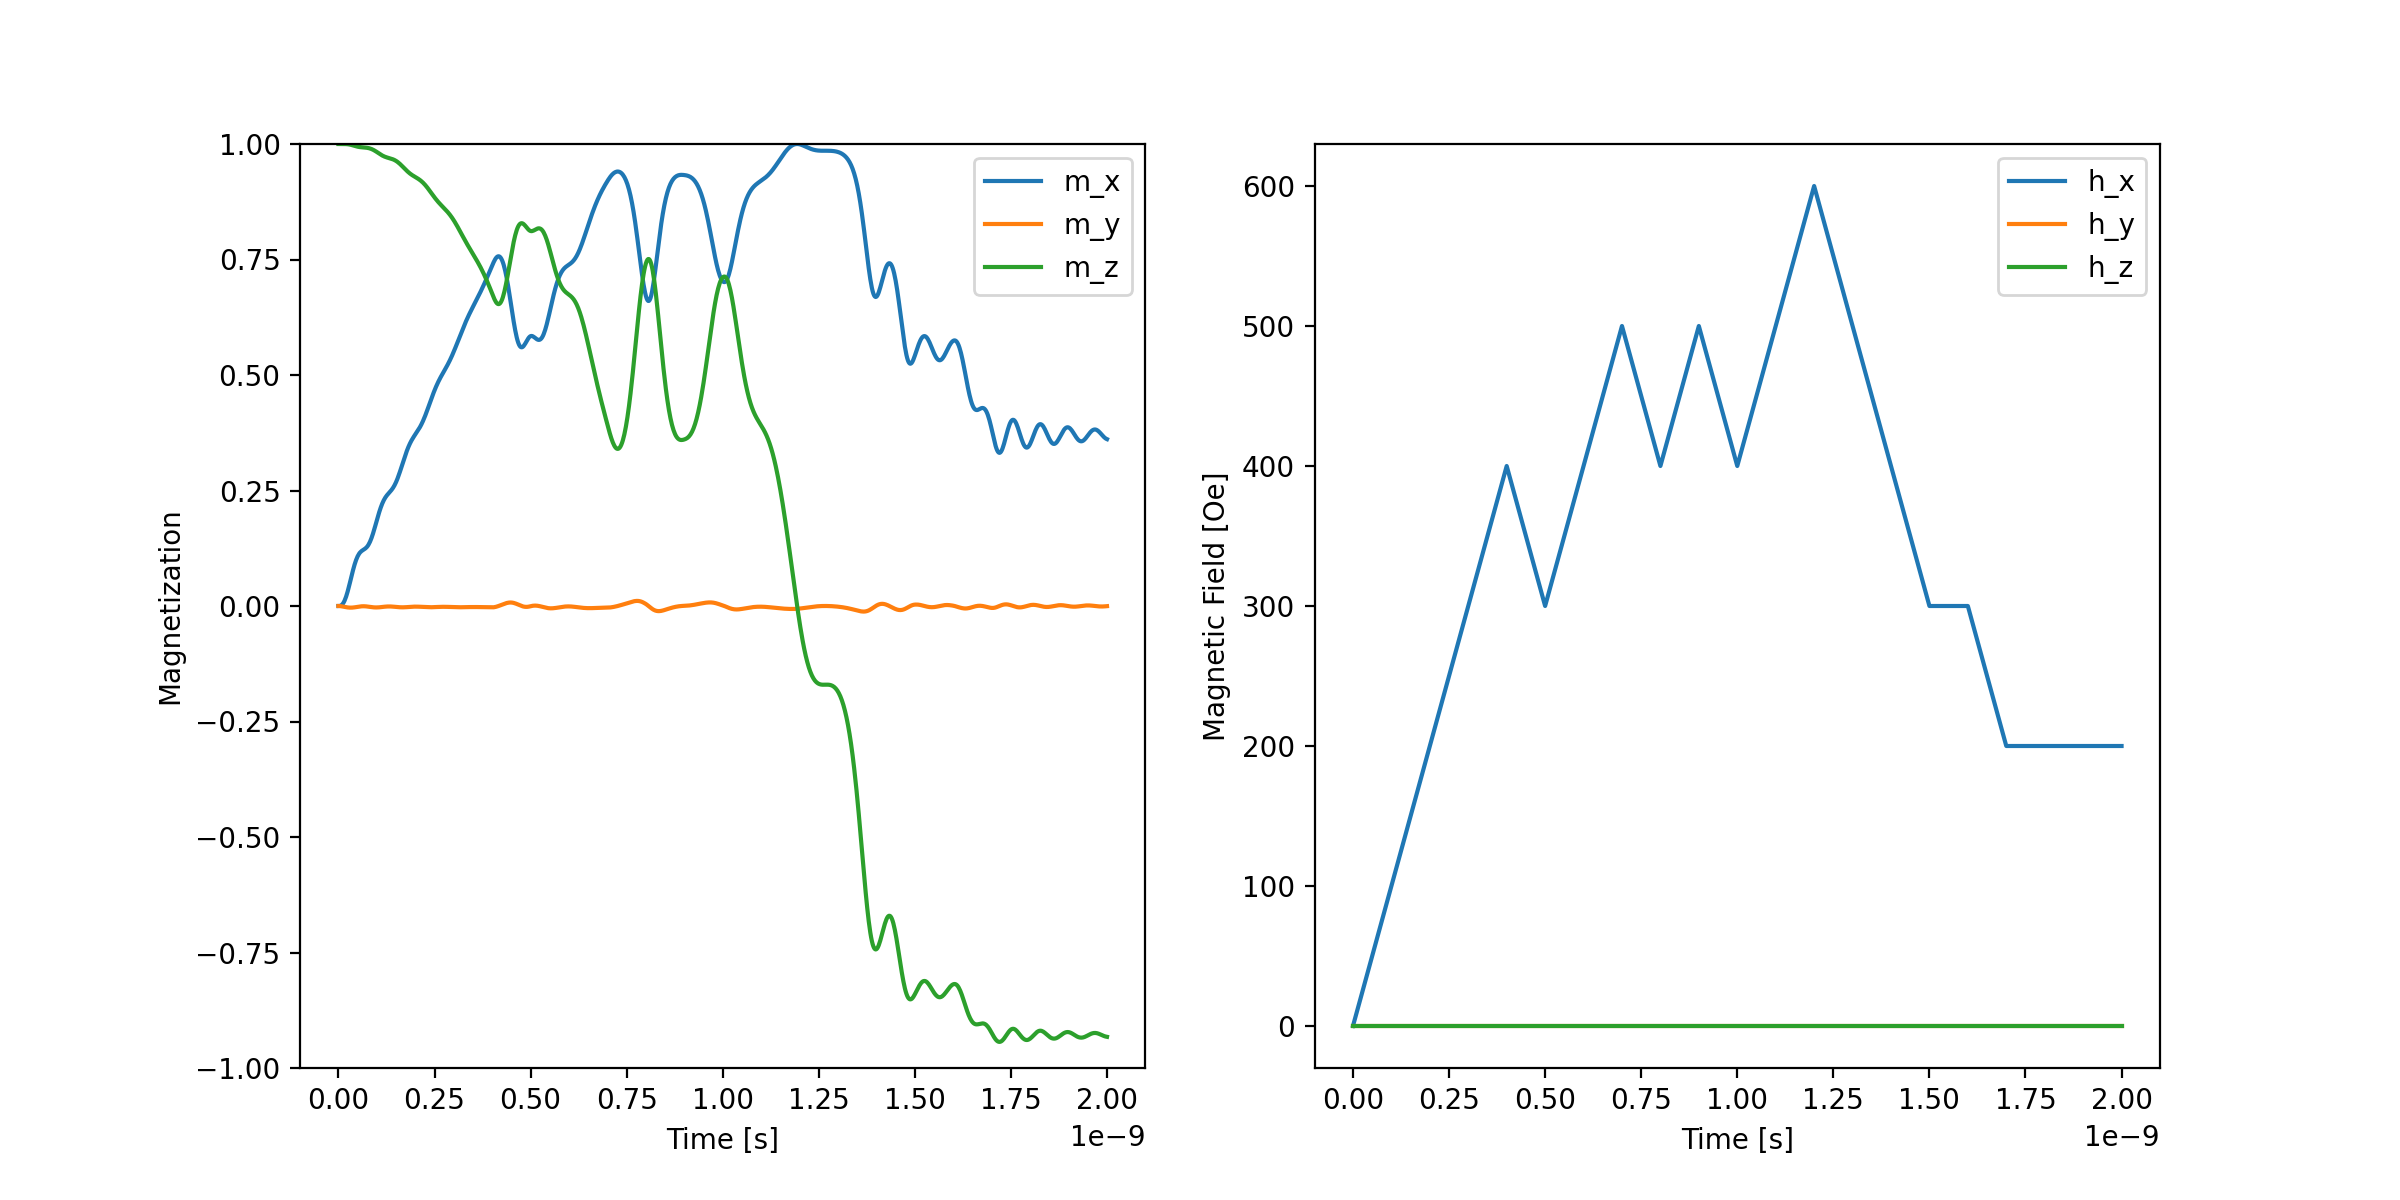 1.00
0.75
0.50
0.25
0.00
−0.25
−0.50
−0.75
−1.00
Magnetization
0.00 0.25 0.50 0.75 1.00 1.25 1.50 1.75 2.00
Time [s]
1e−9
m_x
m_y
m_z
600
500
400
300
200
100
0
Magnetic Field [Oe]
0.00 0.25 0.50 0.75 1.00 1.25 1.50 1.75 2.00
Time [s]
1e−9
h_x
h_y
h_z